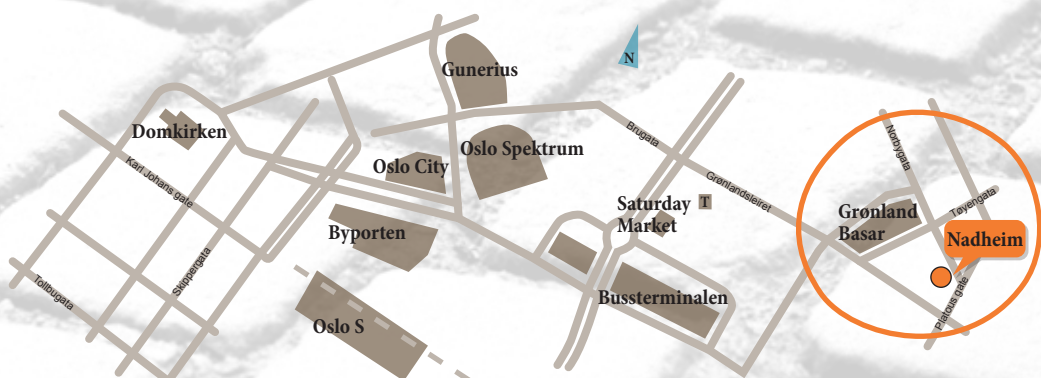 N
Gunerius
Domkirken
Brugata
Norbygata
Oslo City
Oslo Spektrum
Karl Johans gate
Grønlandsleiret
Saturday
Market
T
Grønland
Basar
Tøyengata
Byporten
Nadheim
Skippergata
Tollbugata
Bussterminalen
Platous gate
Oslo S